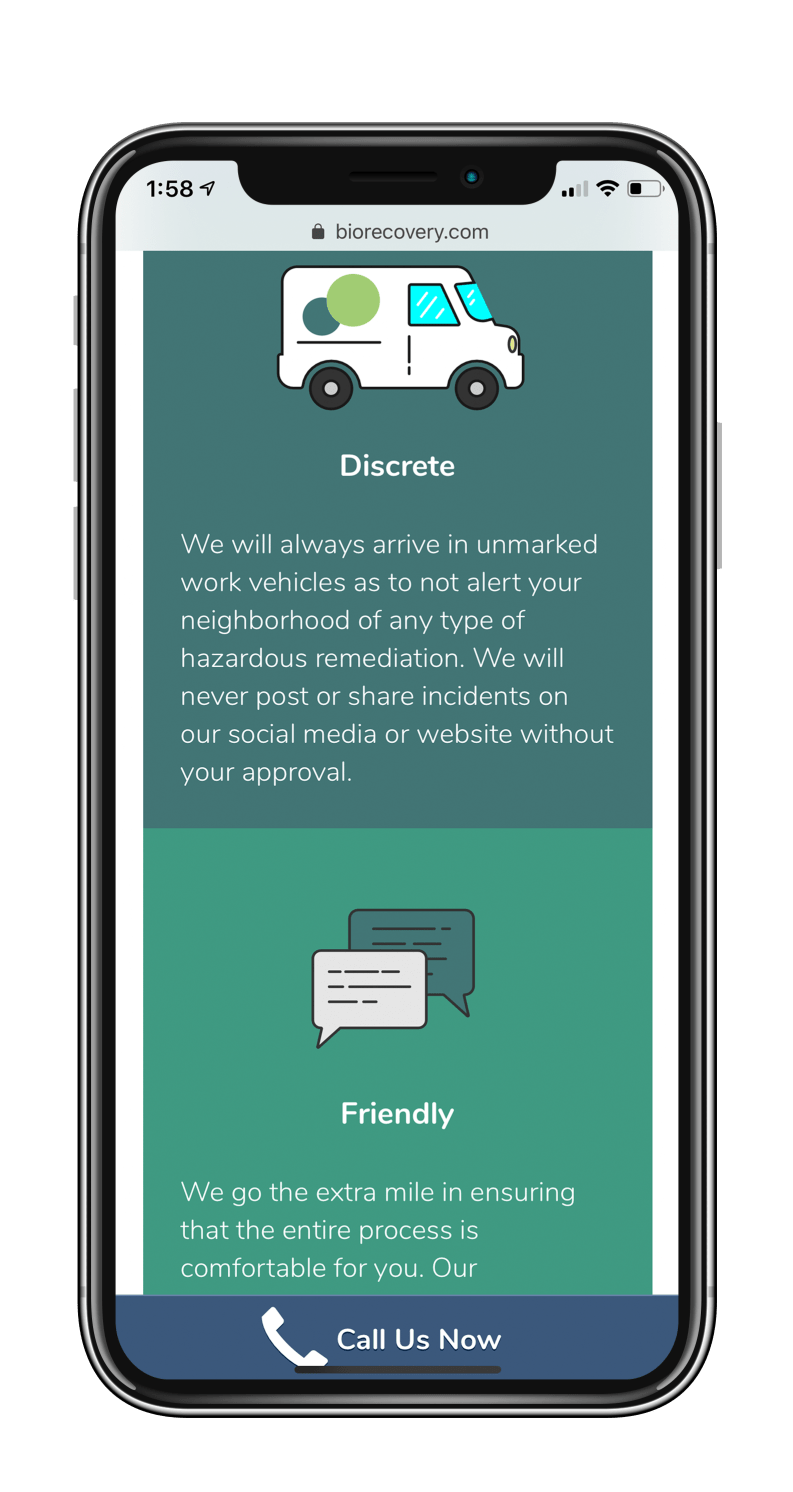 1:58
biorecovery.com
Discrete
We will always arrive in unmarked
work vehicles as to not alert your
neighborhood of any type of
hazardous remediation. We will
never post or share incidents on
our social media or website without
your approval.
Friendly
We go the extra mile in ensuring
that the entire process is
comfortable for you. Our
Call Us Now